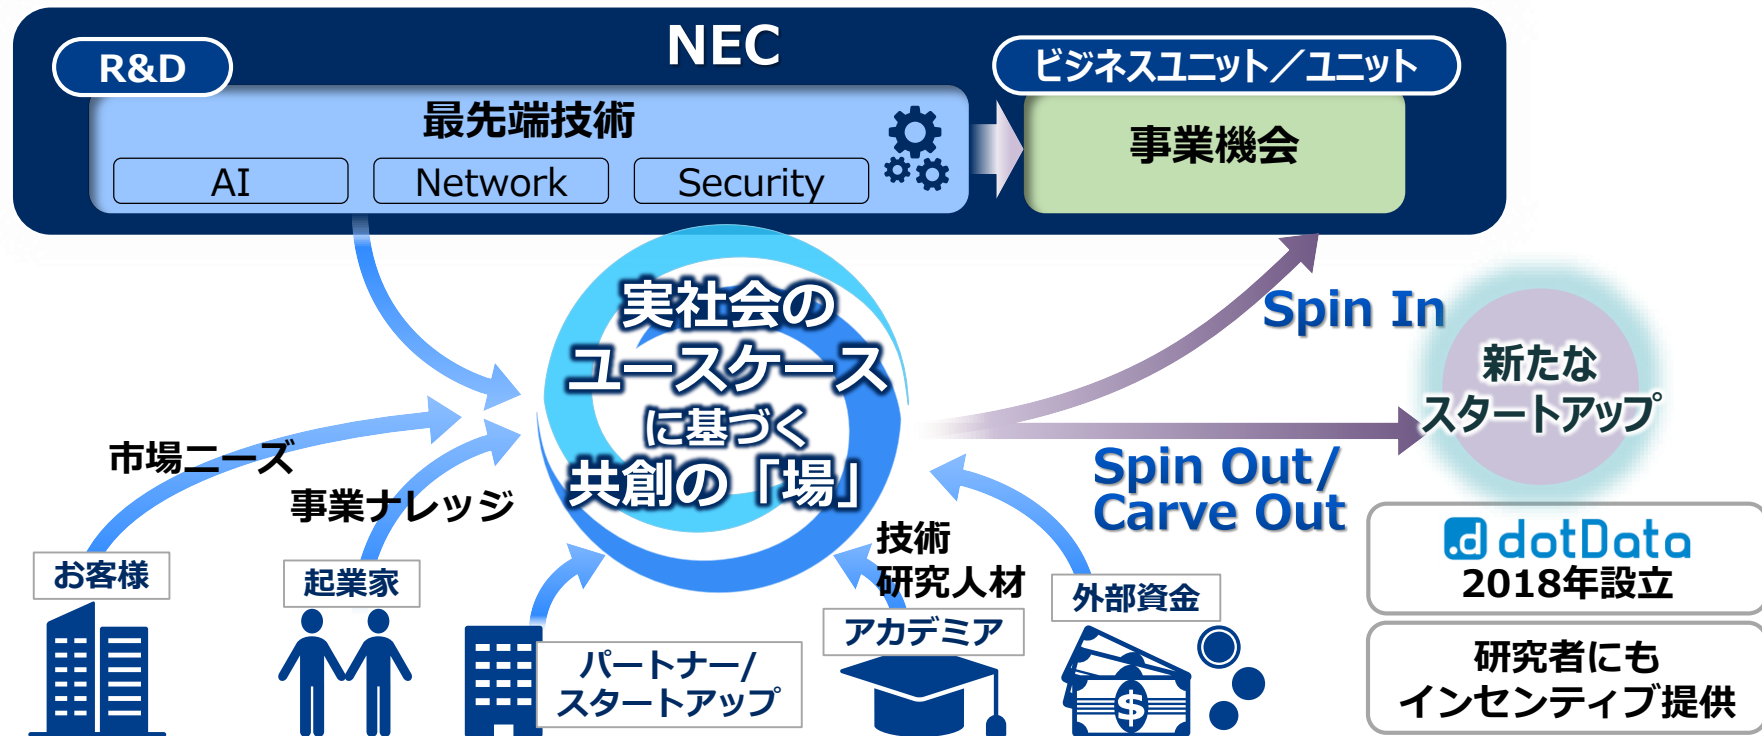 NEC
R&D
ビジネスユニット／ユニット
最先端技術
AI
Network
Security
事業機会
実社会の
ユースケース
に基づく
共創の「場」
Spin In
新たな
スタートアップ
Spin Out/
Carve Out
市場ニーズ
事業ナレッジ
技術
研究人材
お客様
起業家
パートナー/
スタートアップ
アカデミア
外部資金
$
.d dotData
2018年設立
研究者にも
インセンティブ提供